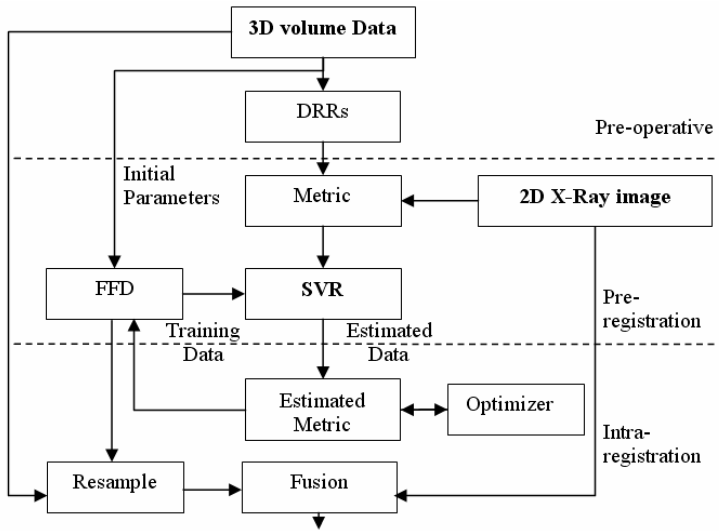 3D volume Data
DRRs
Pre-operative
Initial
Parameters
Metric
2D X-Ray image
FFD
SVR
Pre-
registration
Training
Data
Estimated
Data
Estimated
Metric
Optimizer
Intra-
registration
Resample
Fusion